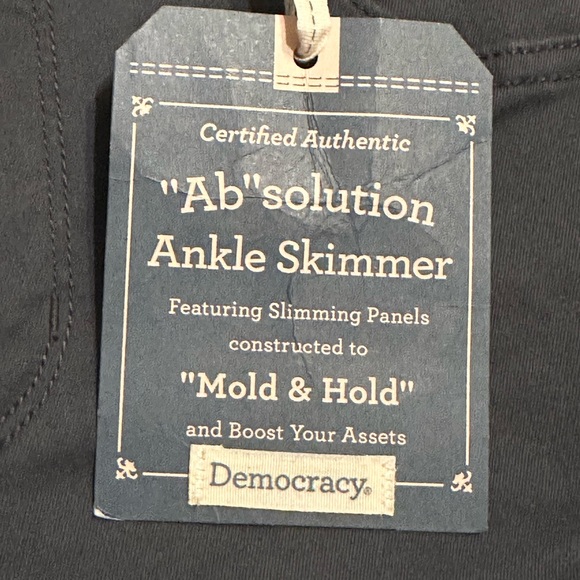 Certified Authentic
"Ab"solution
Ankle Skimmer
Featuring Slimming Panels
constructed to
"Mold & Hold"
and Boost Your Assets
Democracy®